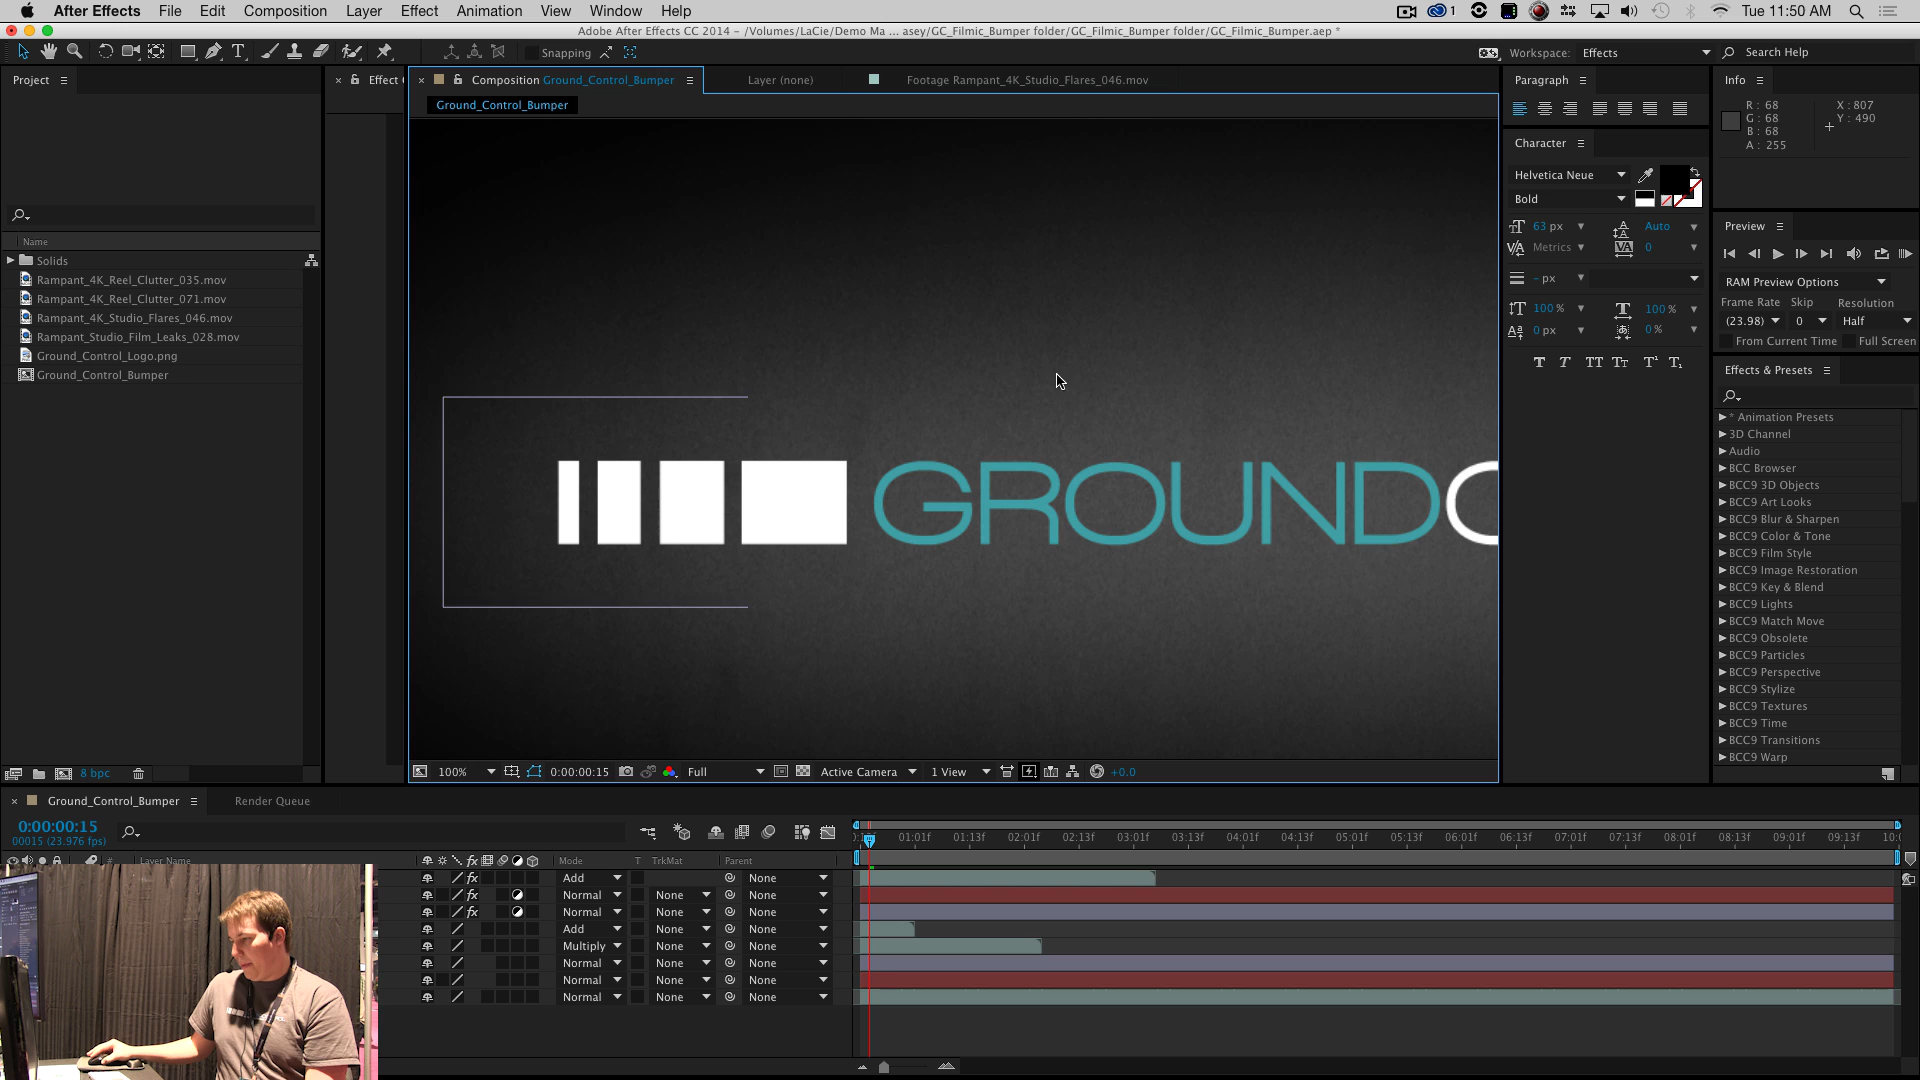 After Effects File Edit Composition Layer Effect Animation View Window Help
1
Tue 11:50 AM
Adobe After Effects CC 2014 - /Volumes/LaCie/Demo Ma ... asey/GC_Filmic_Bumper folder/GC_Filmic_Bumper folder/GC_Filmic_Bumper.aep *
T
Snapping
Workspace: Effects
Search Help
Project
Name
Solids
Rampant_4K_Reel_Clutter_035.mov
Rampant_4K_Reel_Clutter_071.mov
Rampant_4K_Studio_Flares_046.mov
Rampant_Studio_Film_Leaks_028.mov
Ground_Control_Logo.png
Ground_Control_Bumper
8 bpc
Effect
Composition Ground_Control_Bumper
Layer (none)
Footage Rampant_4K_Studio_Flares_046.mov
Ground_Control_Bumper
GROUND
100%
0:00:00:15
Full
Active Camera
1 View
+0.0
Paragraph
Character
Helvetica Neue
Bold
63 px
Auto
Metrics
0
- px
100 %
100 %
0 px
0 %
T T TT Tt T¹ T₁
Info
R : 68
G : 68
B : 68
A : 255
X : 807
Y : 490
Preview
RAM Preview Options
Frame Rate Skip Resolution
(23.98) 0 Half
From Current Time Full Screen
Effects & Presets
* Animation Presets
3D Channel
Audio
BCC Browser
BCC9 3D Objects
BCC9 Art Looks
BCC9 Blur & Sharpen
BCC9 Color & Tone
BCC9 Film Style
BCC9 Image Restoration
BCC9 Key & Blend
BCC9 Lights
BCC9 Match Move
BCC9 Obsolete
BCC9 Particles
BCC9 Perspective
BCC9 Stylize
BCC9 Textures
BCC9 Time
BCC9 Transitions
BCC9 Warp
Ground_Control_Bumper
Render Queue
0:00:00:15
00015 (23.976 fps)
# Layer Name
Mode T TrkMat Parent
01:01f 01:13f 02:01f 02:13f 03:01f 03:13f 04:01f 04:13f 05:01f 05:13f 06:01f 06:13f 07:01f 07:13f 08:01f 08:13f 09:01f 09:13f
Add None
Normal None None
Normal None None
Add None None
Multiply None None
Normal None None
Normal None None
Normal None None